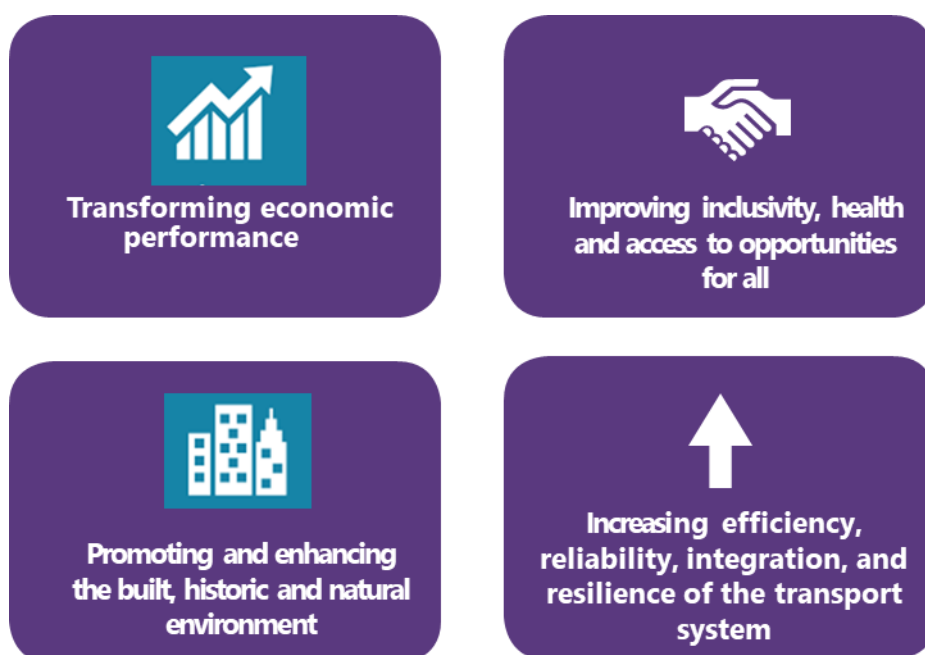 Transforming economic
performance
Improving inclusivity, health
and access to opportunities
for all
Promoting and enhancing
the built, historic and natural
environment
Increasing efficiency,
reliability, integration, and
resilience of the transport
system